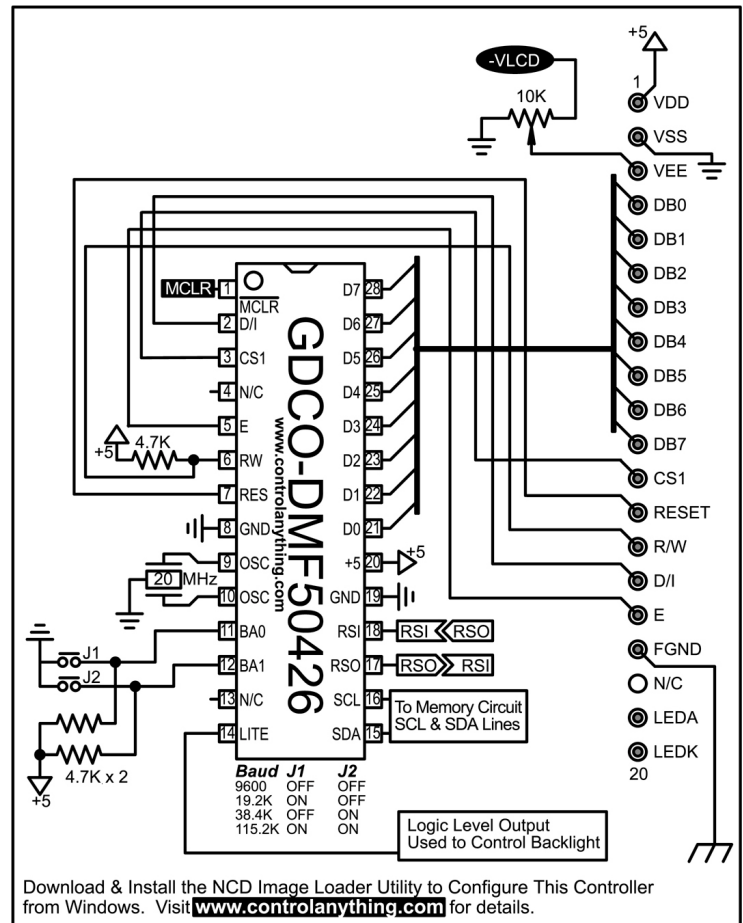 +5
-VLCD
10K
1
VDD
VSS
VEE
DB0
DB1
DB2
DB3
DB4
DB5
DB6
DB7
CS1
RESET
R/W
D/I
E
FGND
N/C
LEDA
LEDK
20
MCLR
1 MCLR
2 D/I
3 CS1
4 N/C
5 E
6 RW
7 RES
8 GND
9 OSC
10 OSC
11 BA0
12 BA1
13 N/C
14 LITE
GDCO-DMF50426
www.controlanything.com
D7 28
D6 27
D5 26
D4 25
D3 24
D2 23
D1 22
D0 21
+5 20
GND 19
RSI 18
RSO 17
SCL 16
SDA 15
+5
4.7K
+5
20 MHz
J1
J2
4.7K x 2
+5
RSI RSO
RSO RSI
To Memory Circuit
SCL & SDA Lines
Baud J1 J2
9600 OFF OFF
19.2K ON OFF
38.4K OFF ON
115.2K ON ON
Logic Level Output
Used to Control Backlight
Download & Install the NCD Image Loader Utility to Configure This Controller
from Windows. Visit www.controlanything.com for details.